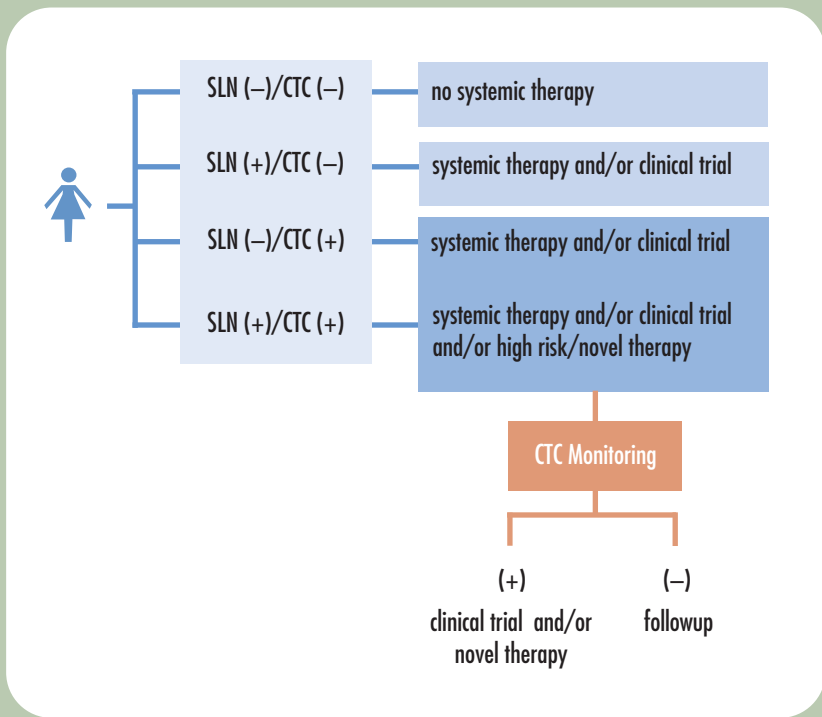 SLN (–)/CTC (–)
no systemic therapy
SLN (+)/CTC (–)
systemic therapy and/or clinical trial
SLN (–)/CTC (+)
systemic therapy and/or clinical trial
SLN (+)/CTC (+)
systemic therapy and/or clinical trial
and/or high risk/novel therapy
CTC Monitoring
(+)
clinical trial and/or
novel therapy
(–)
followup